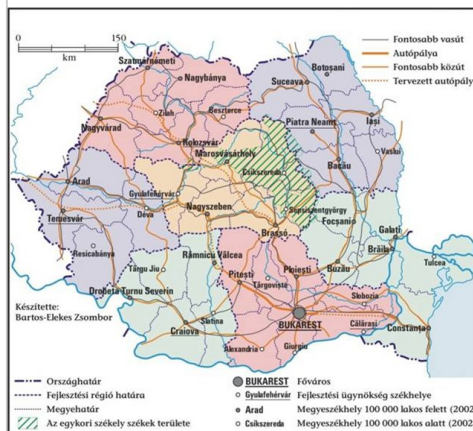 0 150
km
Fontosabb vasút
Autópálya
Fontosabb közút
Tervezett autópály
Szatmárnémeti
Nagybánya
Suceava
Botosani
Zilah
Beszterce
Iași
Nagyvárad
Piatra Neamț
Kolozsvár
Marosvásárhely
Bacău
Vaslui
Csíkszereda
Arad
Gyulafehérvár
Déva
Nagyszeben
Sepsiszentgyörgy
Temesvár
Brassó
Focșani
Resicabánya
Galați
Râmnicu Vâlcea
Brăila
Târgu Jiu
Pitești
Ploiești
Buzău
Tulcea
Târgoviște
Készítette:
Bartos-Elekes Zsombor
Drobeta Turnu Severin
Slobozia
Slatina
BUKAREST
Craiova
Călărași
Constanța
Alexandria
Giurgiu
Országhatár
BUKAREST Főváros
Fejlesztési régió határa
Gyulafehérvár Fejlesztési ügynökség székhelye
Megyehatár
Arad Megyeszékhely 100 000 lakos felett (2002
Az egykori székely székek területe
Csíkszereda Megyeszékhely 100 000 lakos alatt (2002